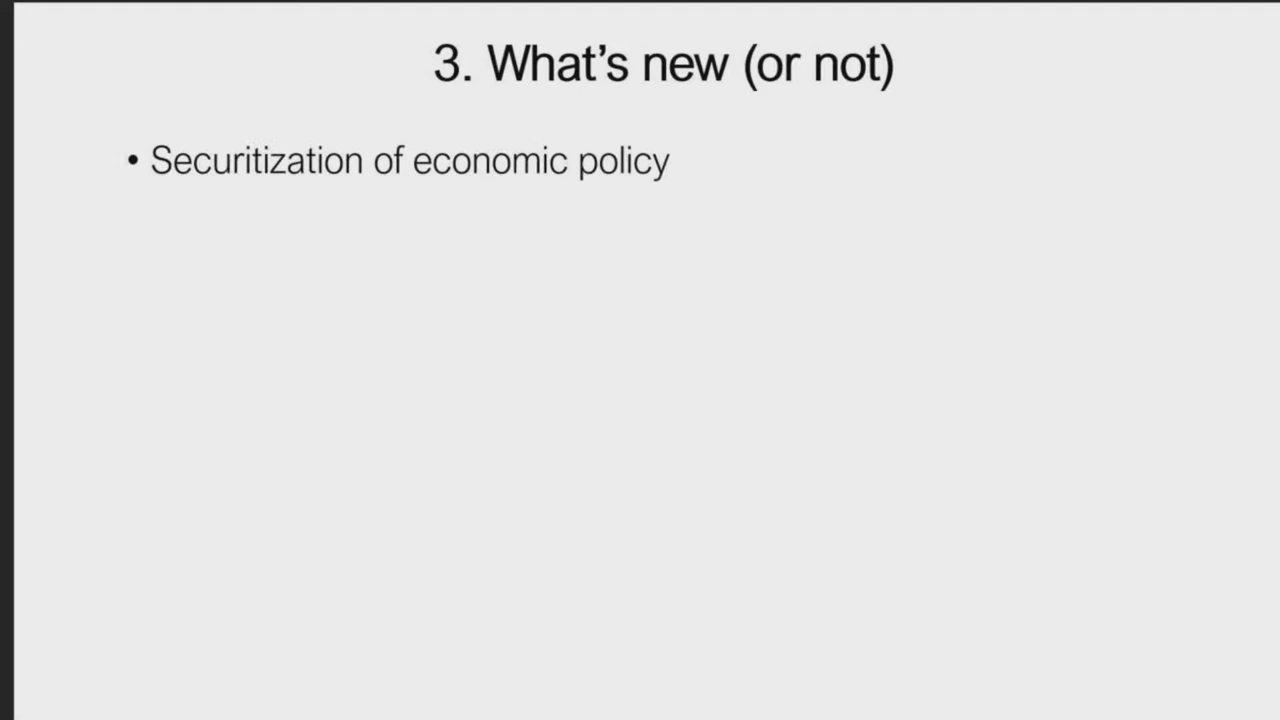 3. What's new (or not)
• Securitization of economic policy